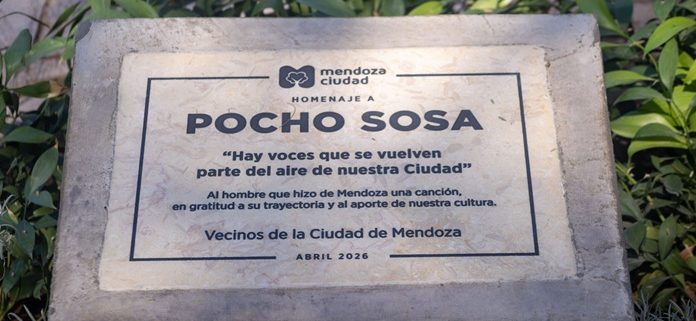 mendoza
ciudad
HOMENAJE A
POCHO SOSA
“Hay voces que se vuelven
parte del aire de nuestra Ciudad”
Al hombre que hizo de Mendoza una canción,
en gratitud a su trayectoria y al aporte de nuestra cultura.
Vecinos de la Ciudad de Mendoza
ABRIL 2026